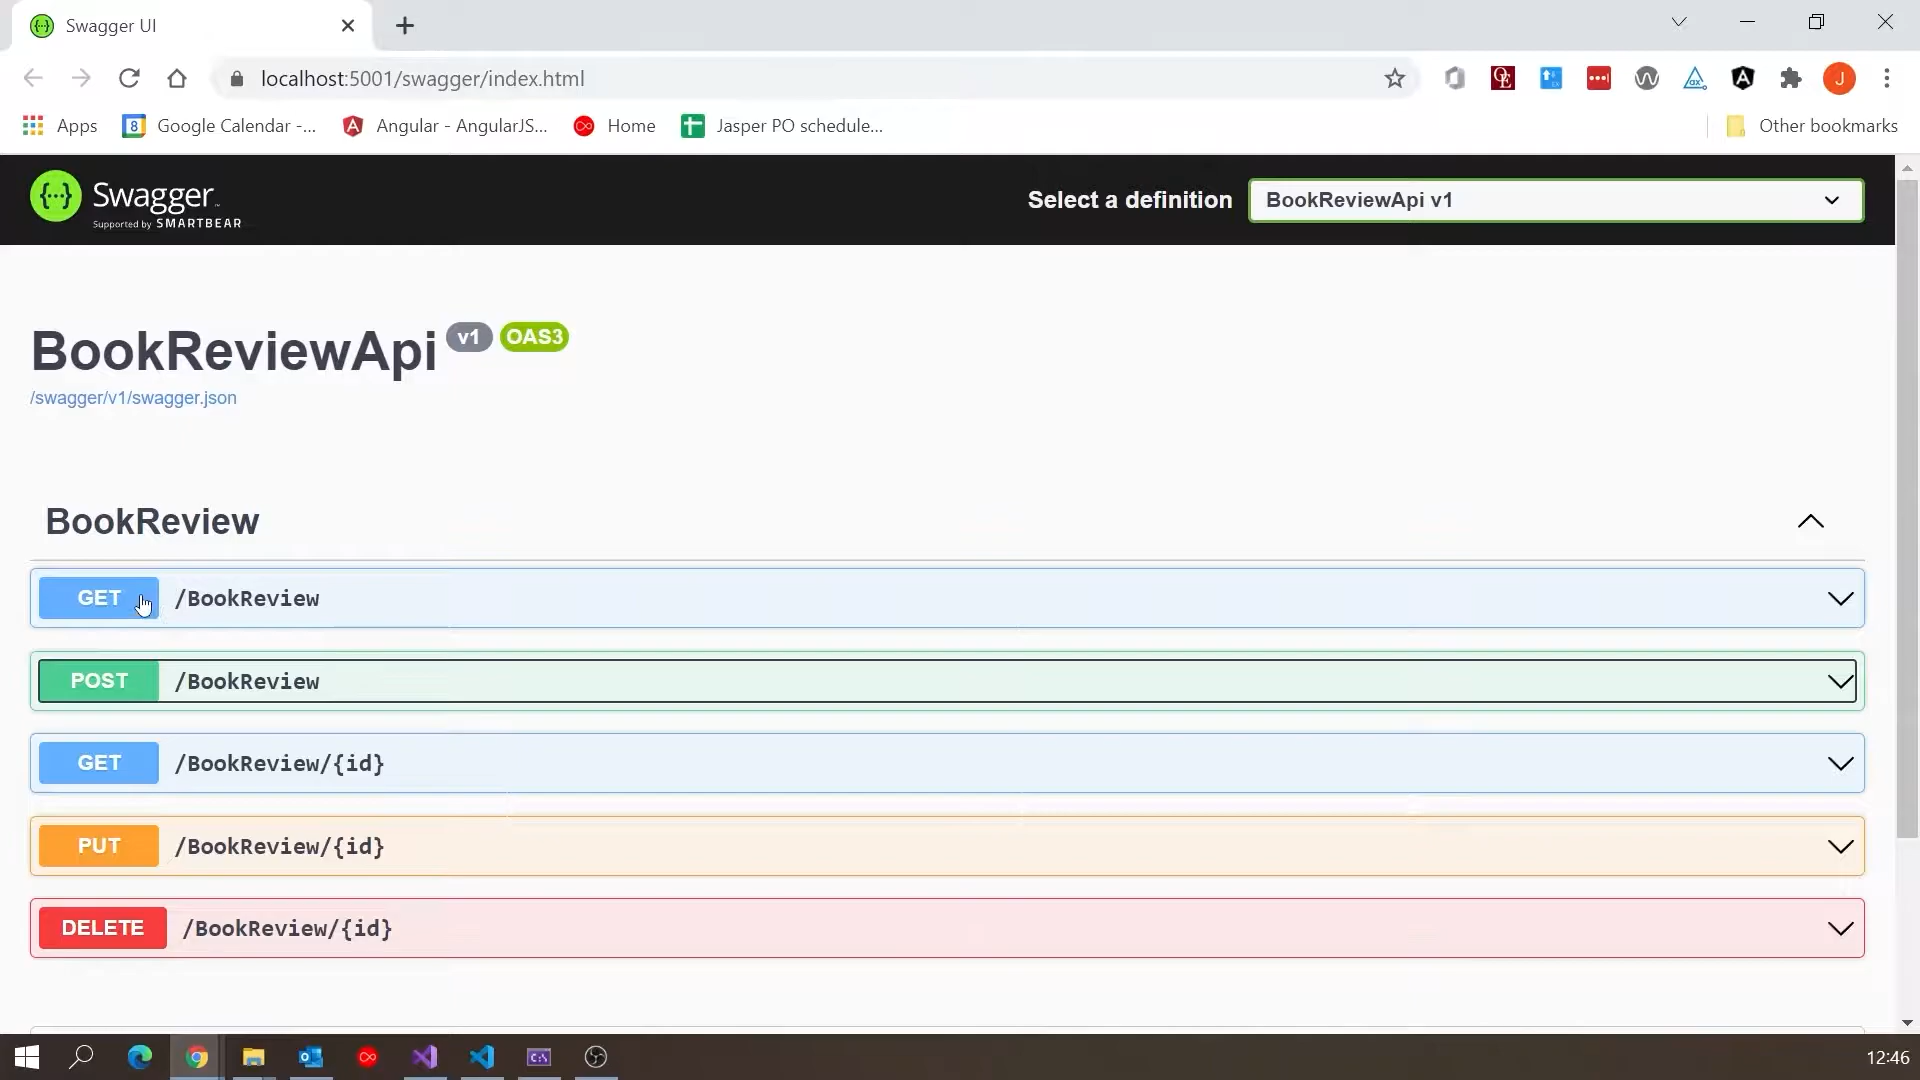 Swagger UI
localhost:5001/swagger/index.html
J
Apps
8
Google Calendar -...
Angular - AngularJS...
Home
Jasper PO schedule...
Other bookmarks
Swagger
Supported by SMARTBEAR
Select a definition
BookReviewApi v1
BookReviewApi v1 OAS3
/swagger/v1/swagger.json
BookReview
GET /BookReview
POST /BookReview
GET /BookReview/{id}
PUT /BookReview/{id}
DELETE /BookReview/{id}
12:46